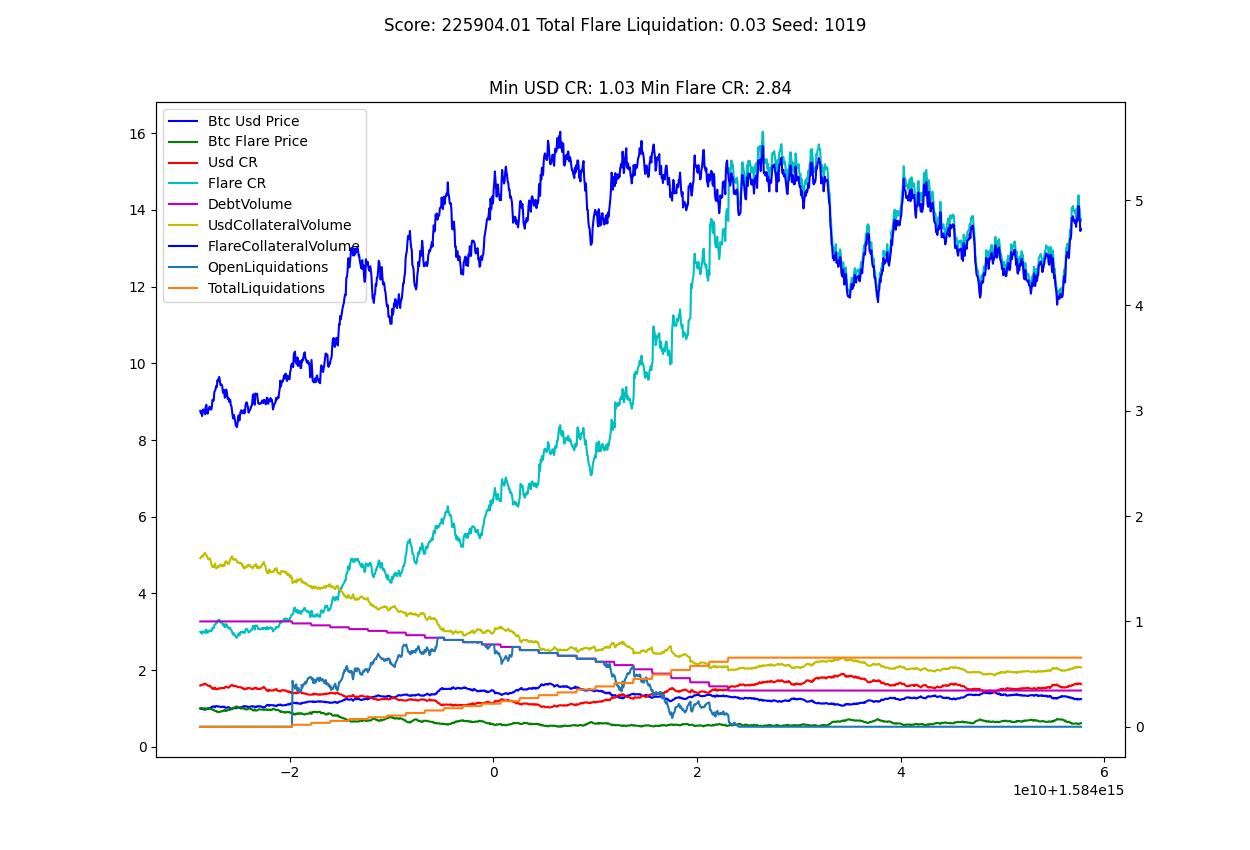 Score: 225904.01 Total Flare Liquidation: 0.03 Seed: 1019
Min USD CR: 1.03 Min Flare CR: 2.84
Btc Usd Price
Btc Flare Price
Usd CR
Flare CR
DebtVolume
UsdCollateralVolume
FlareCollateralVolume
OpenLiquidations
TotalLiquidations
16
14
12
10
8
6
4
2
0
5
4
3
2
1
0
−2
0
2
4
6
1e10+1.584e15